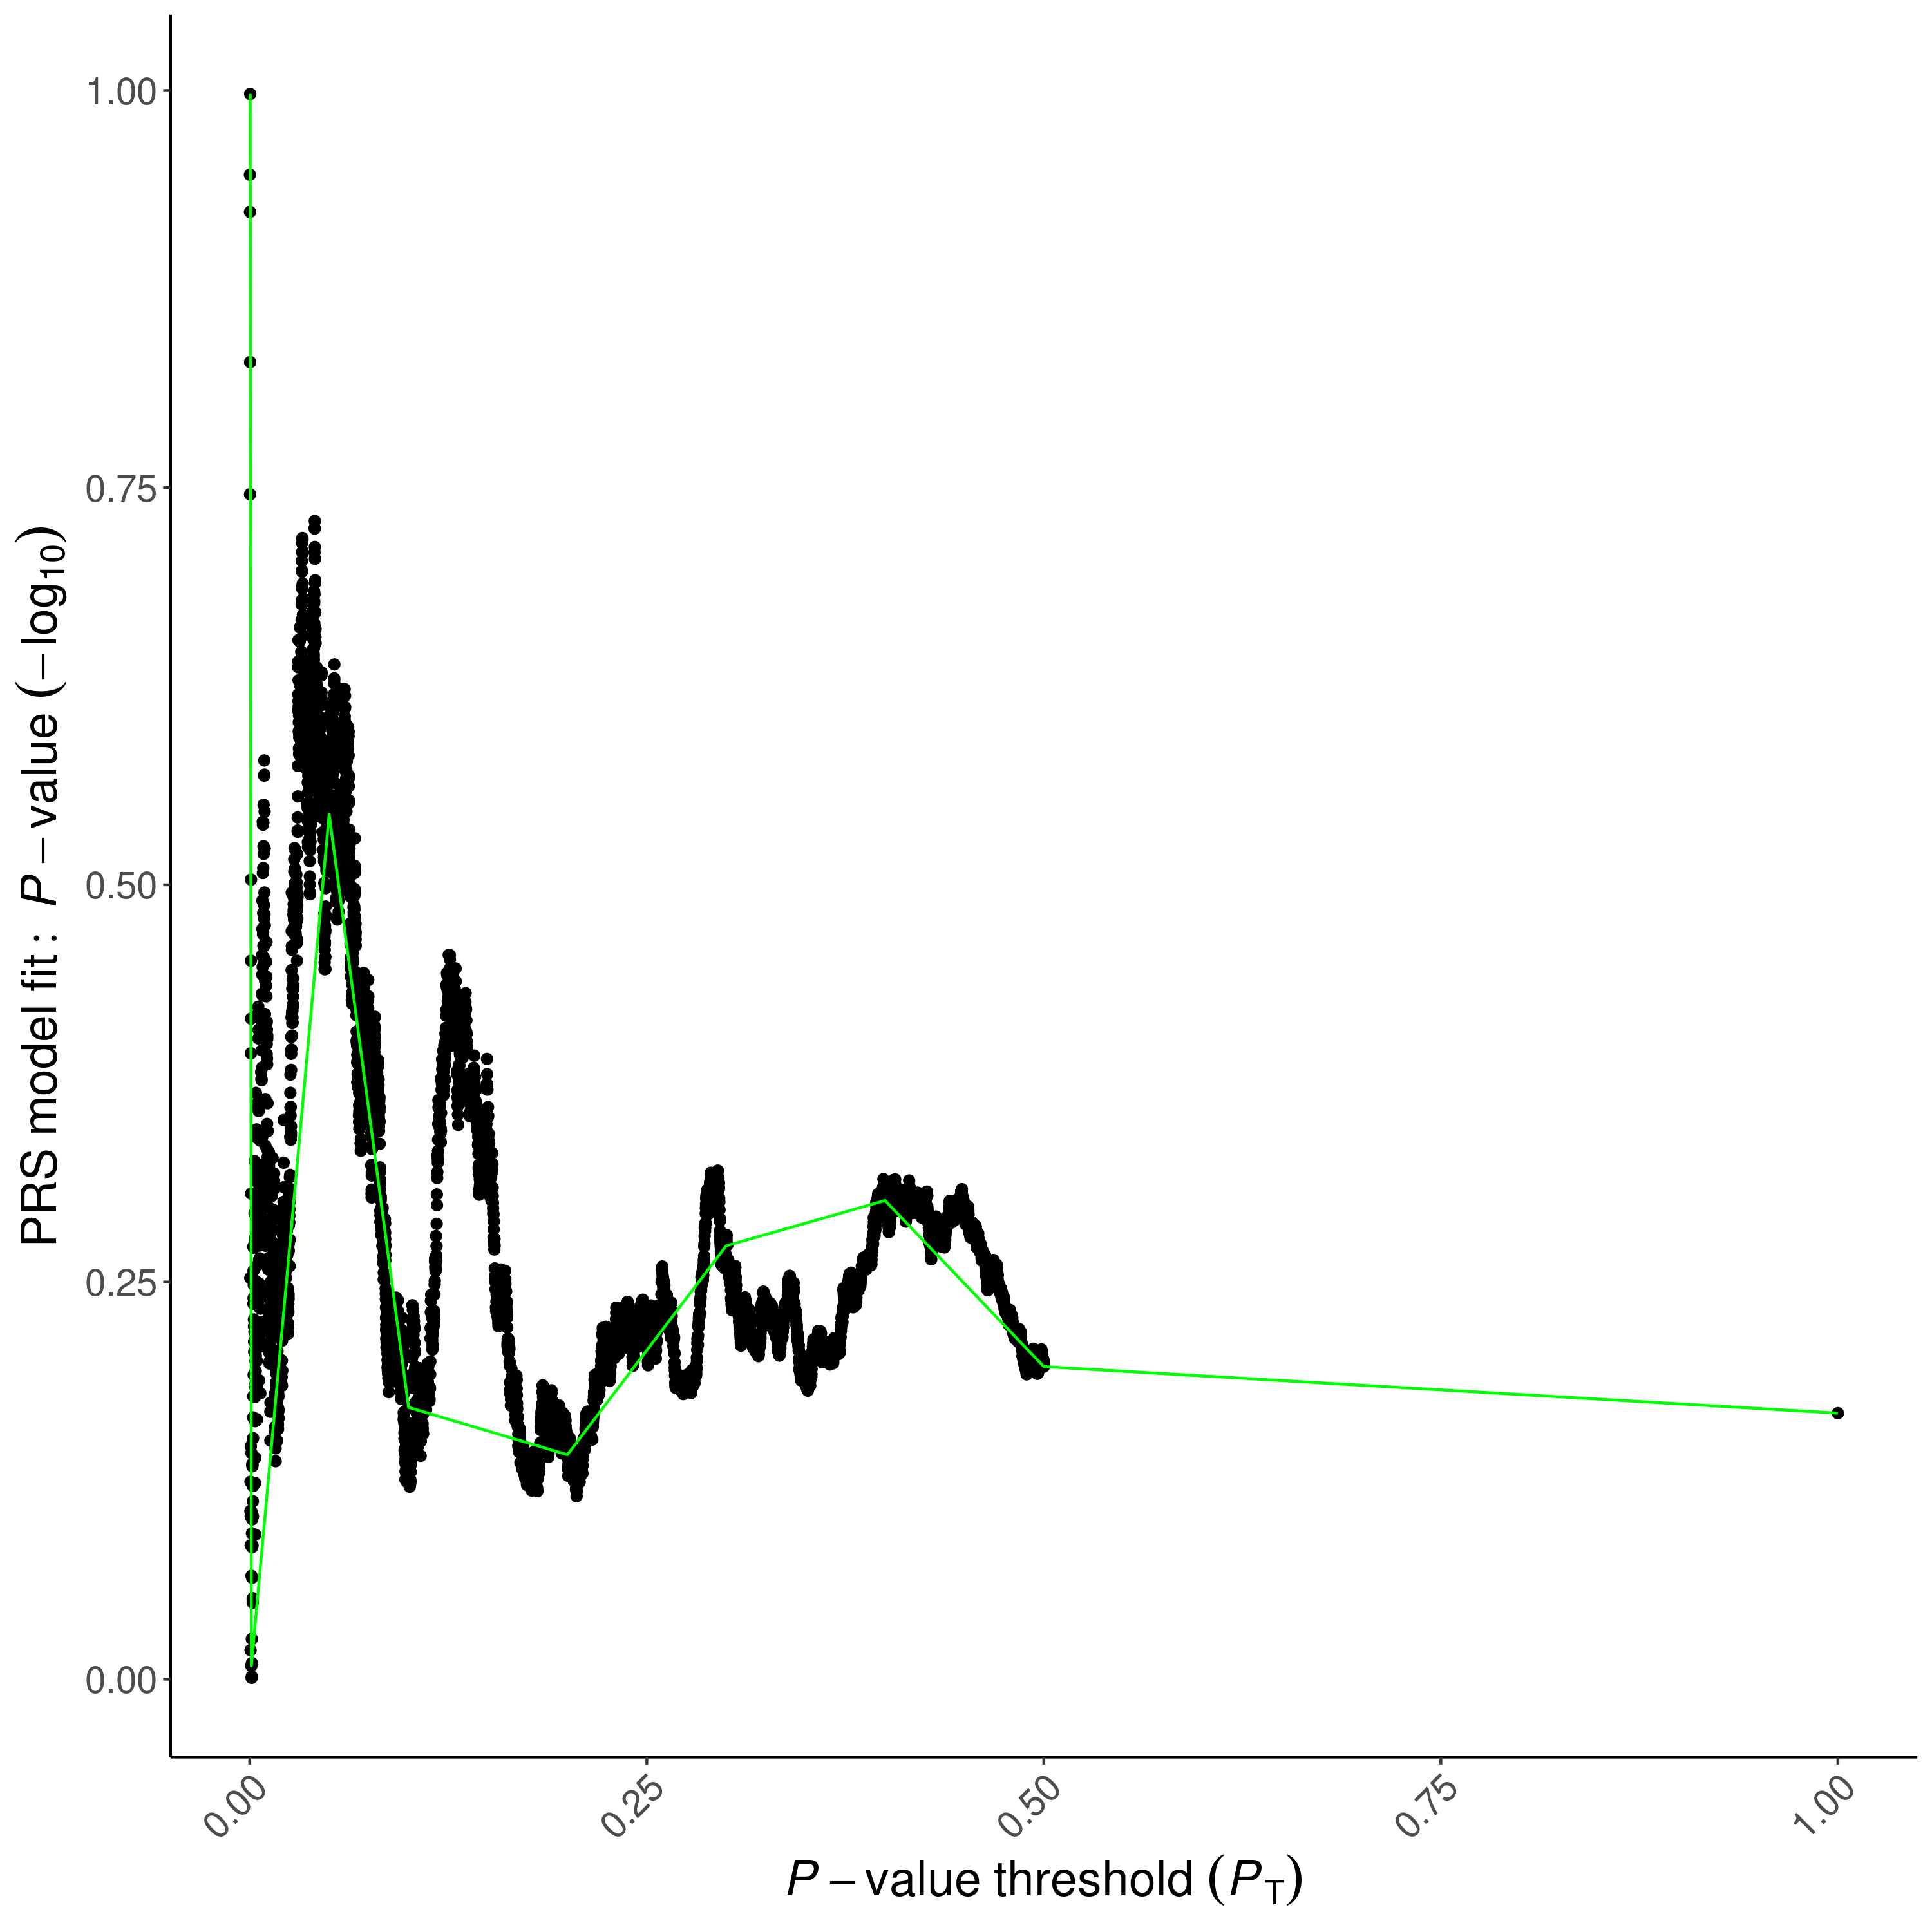 PRS model fit : P − value (−log10)
1.00
0.75
0.50
0.25
0.00
0.00 0.25 0.50 0.75 1.00
P − value threshold (PT)